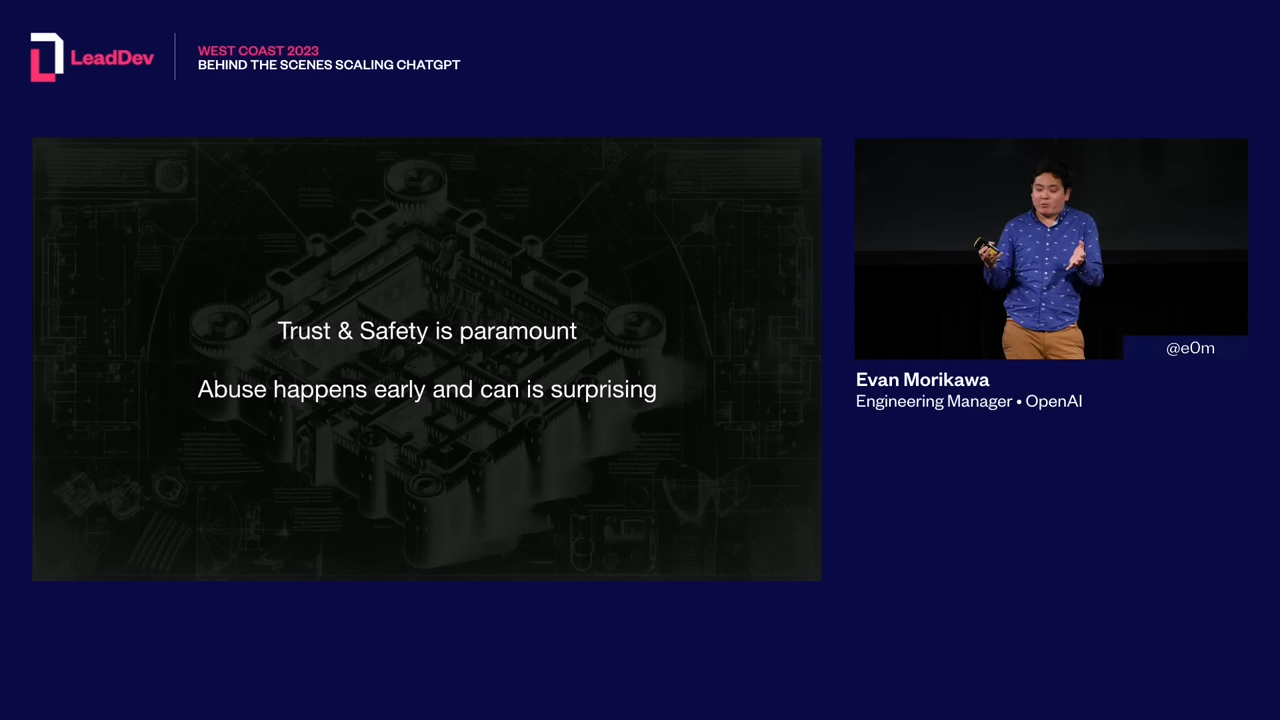 LeadDev
WEST COAST 2023
BEHIND THE SCENES SCALING CHATGPT
Trust & Safety is paramount
Abuse happens early and can is surprising
@e0m
Evan Morikawa
Engineering Manager • OpenAI